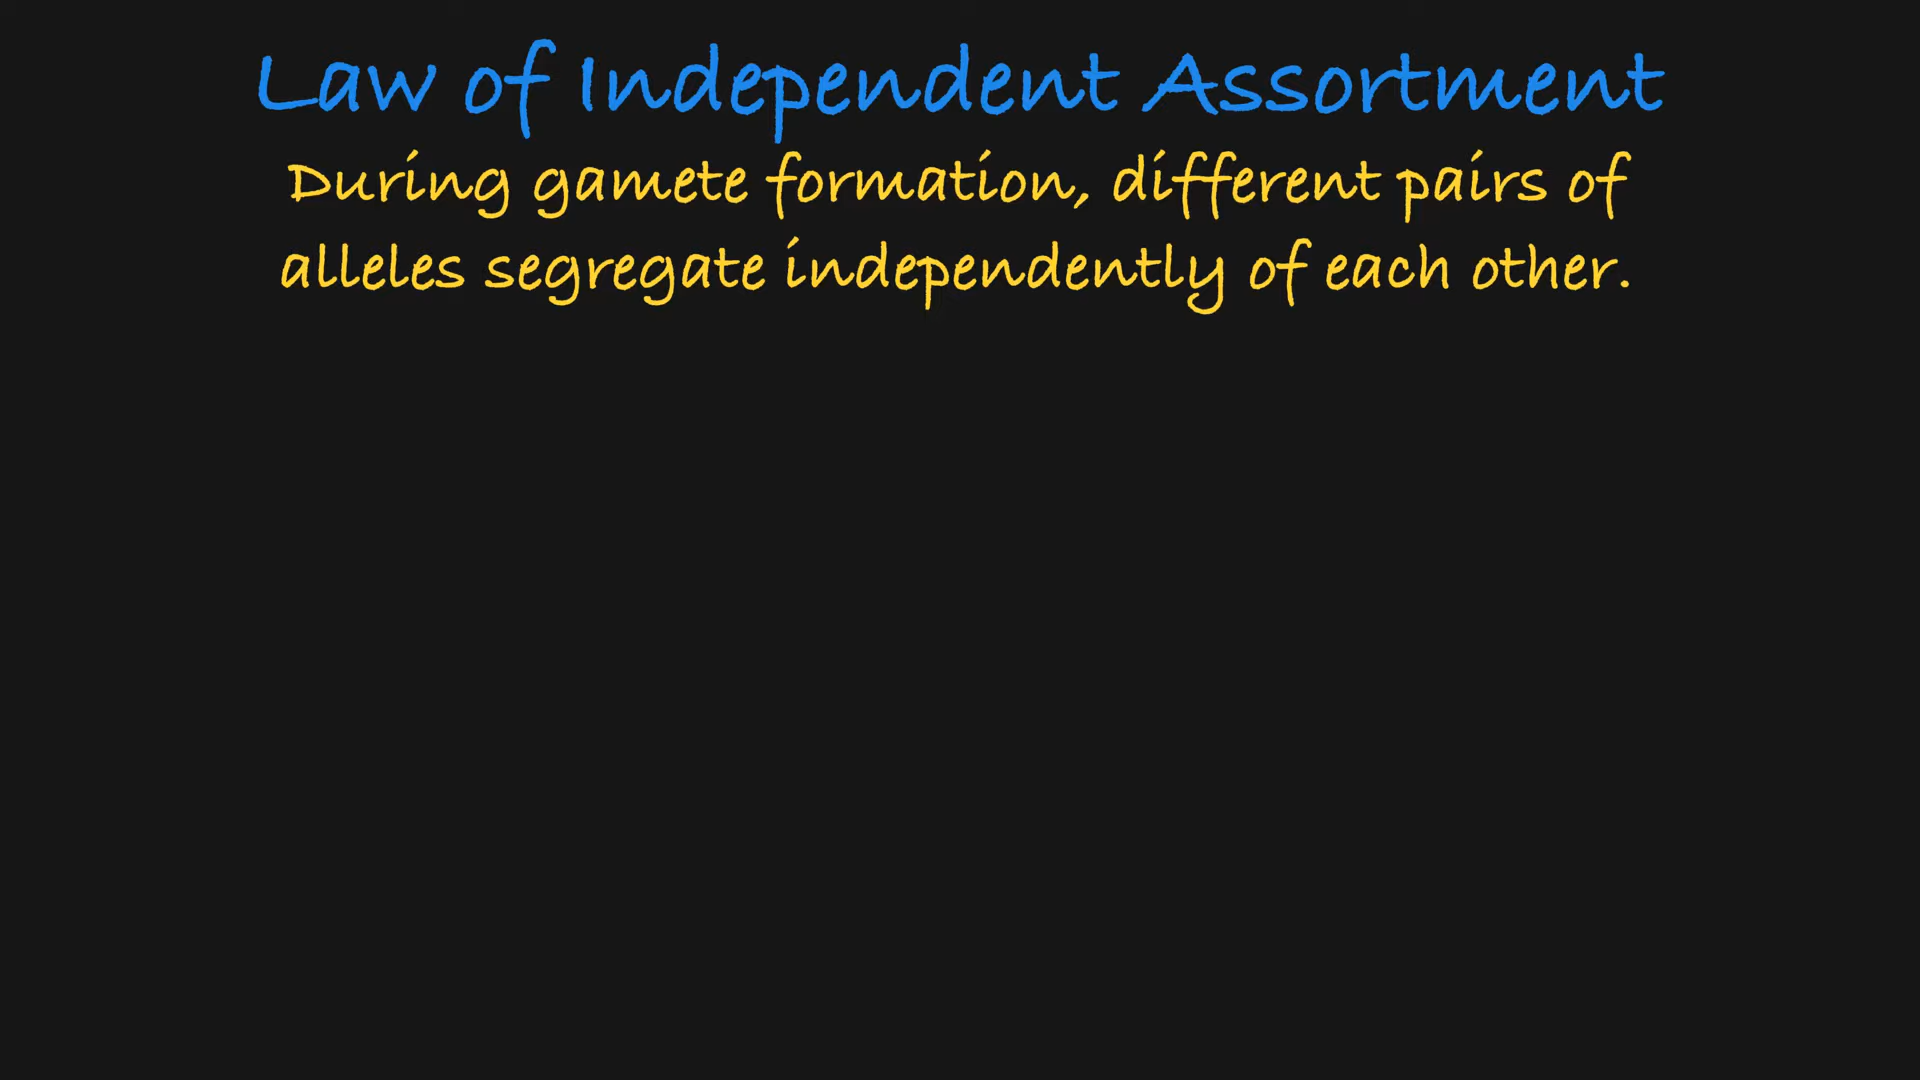 Law of Independent Assortment
During gamete formation, different pairs of
alleles segregate independently of each other.